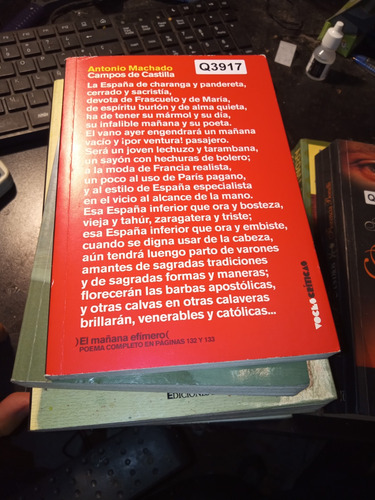 Antonio Machado
Campos de Castilla
Q3917
La España de charanga y pandereta,
cerrado y sacristía,
devota de Frascuelo y de María,
de espíritu burlón y de alma quieta,
ha de tener su mármol y su día,
su infalible mañana y su poeta.
El vano ayer engendrará un mañana
vacío y ¡por ventura! pasajero.
Será un joven lechuzo y tarambana,
un sayón con hechuras de bolero;
a la moda de Francia realista,
un poco al uso de París pagano,
y al estilo de España especialista
en el vicio al alcance de la mano.
Esa España inferior que ora y bosteza,
vieja y tahúr, zaragatera y triste;
esa España inferior que ora y embiste,
cuando se digna usar de la cabeza,
aún tendrá luengo parto de varones
amantes de sagradas tradiciones
y de sagradas formas y maneras;
florecerán las barbas apostólicas,
y otras calvas en otras calaveras
brillarán, venerables y católicas...
)El mañana efímero(
POEMA COMPLETO EN PÁGINAS 132 Y 133
VOCES CRÍTICAS